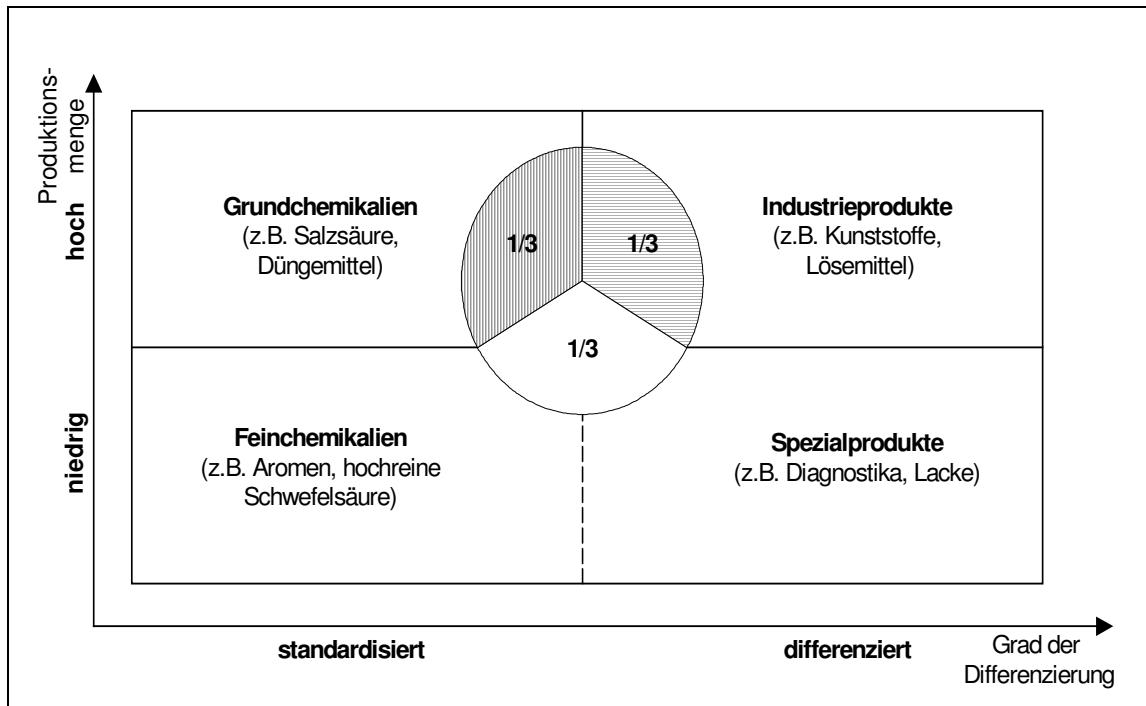 Produktions-
menge
hoch
niedrig
Grundchemikalien
(z.B. Salzsäure,
Düngemittel)
1/3
1/3
Industrieprodukte
(z.B. Kunststoffe,
Lösemittel)
1/3
Feinchemikalien
(z.B. Aromen, hochreine
Schwefelsäure)
Spezialprodukte
(z.B. Diagnostika, Lacke)
standardisiert
differenziert
Grad der
Differenzierung